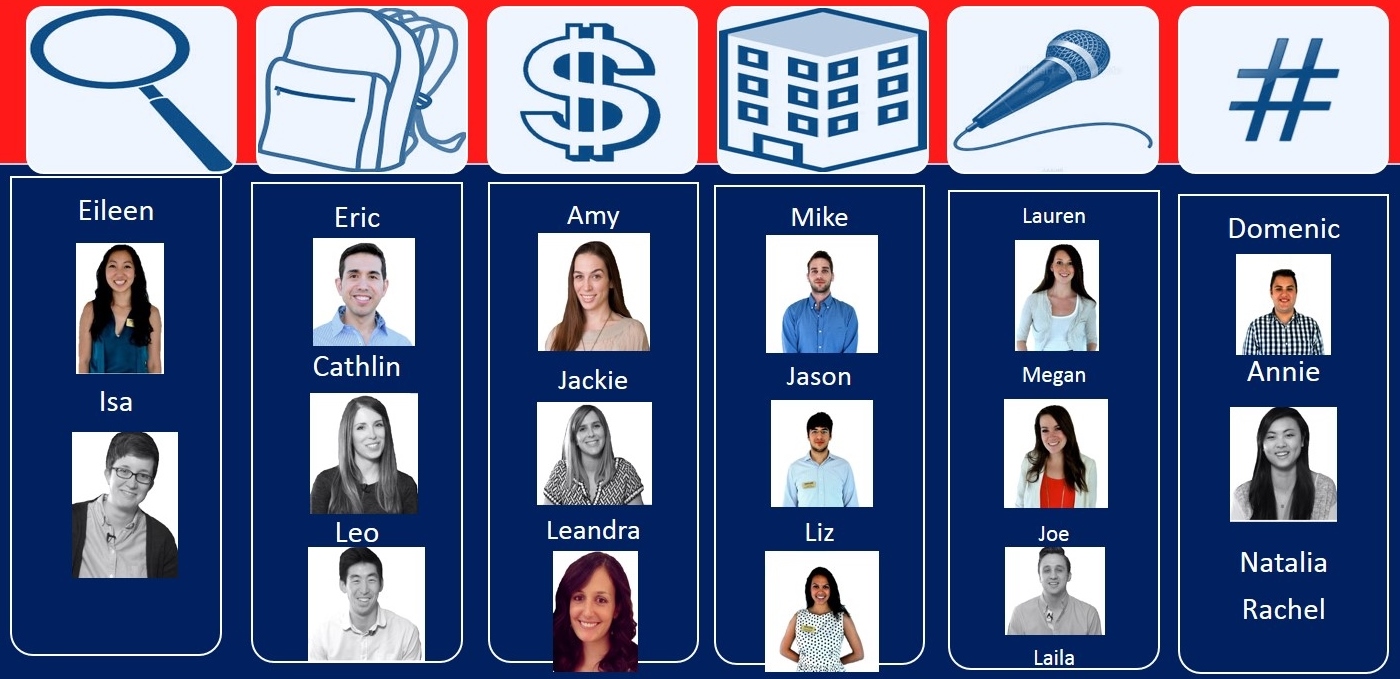 $
#
Eileen
Isa
Eric
Cathlin
Leo
Amy
Jackie
Leandra
Mike
Jason
Liz
Lauren
Megan
Joe
Laila
Domenic
Annie
Natalia
Rachel